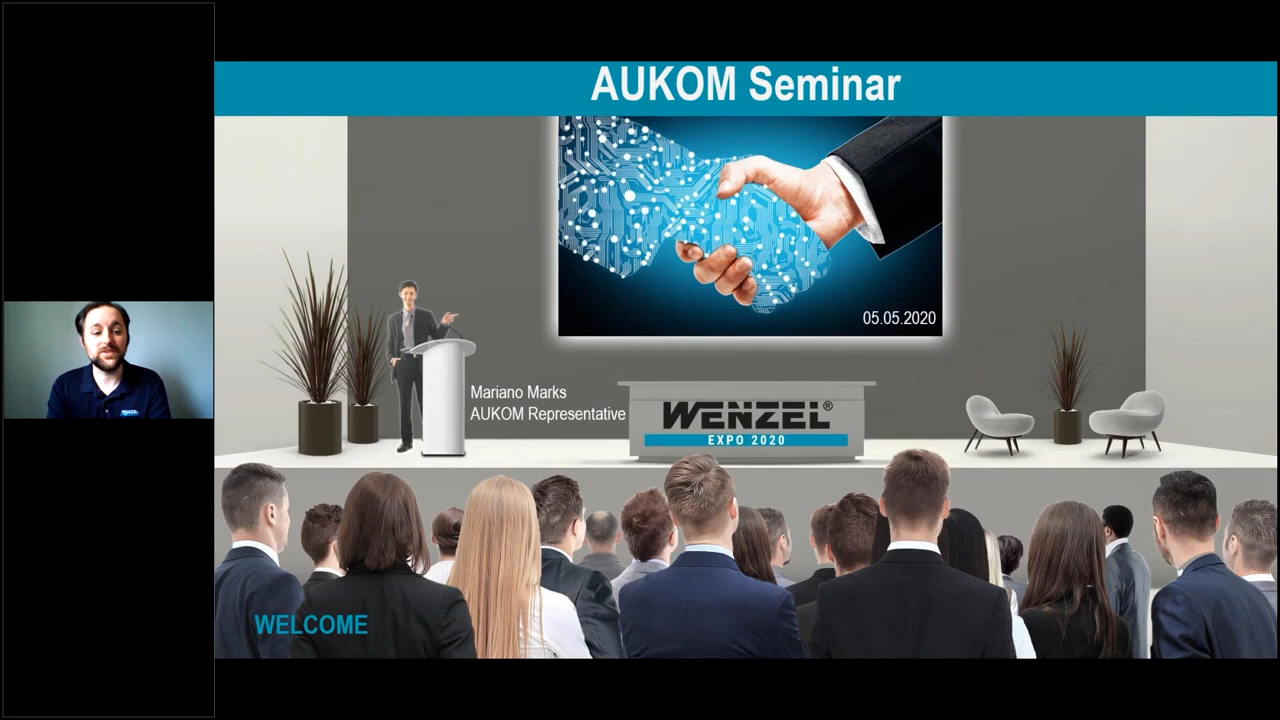 AUKOM Seminar
05.05.2020
Mariano Marks
AUKOM Representative
WENZEL®
EXPO 2020
WELCOME